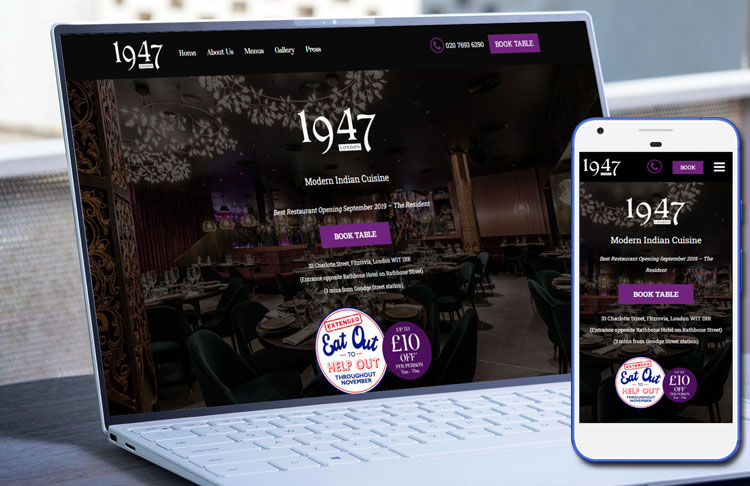 1947
LONDON
Home About Us Menus Gallery Press
020 7693 6290
BOOK TABLE
1947
LONDON
Modern Indian Cuisine
Best Restaurant Opening September 2019 – The Resident
BOOK TABLE
33 Charlotte Street, Fitzrovia, London W1T 1RR
(Entrance opposite Rathbone Hotel on Rathbone Street)
(3 mins from Goodge Street station)
EXTENDED
Eat Out
TO
HELP OUT
THROUGHOUT
NOVEMBER
UP TO
£10
OFF
PER PERSON
Tues - Thurs
1947
BOOK
1947
LONDON
Modern Indian Cuisine
Best Restaurant Opening September 2019 – The
Resident
BOOK TABLE
33 Charlotte Street, Fitzrovia, London W1T 1RR
(Entrance opposite Rathbone Hotel on Rathbone Street)
(3 mins from Goodge Street station)
EXTENDED
Eat Out
TO
HELP OUT
THROUGHOUT
NOVEMBER
UP TO
£10
OFF
PER PERSON